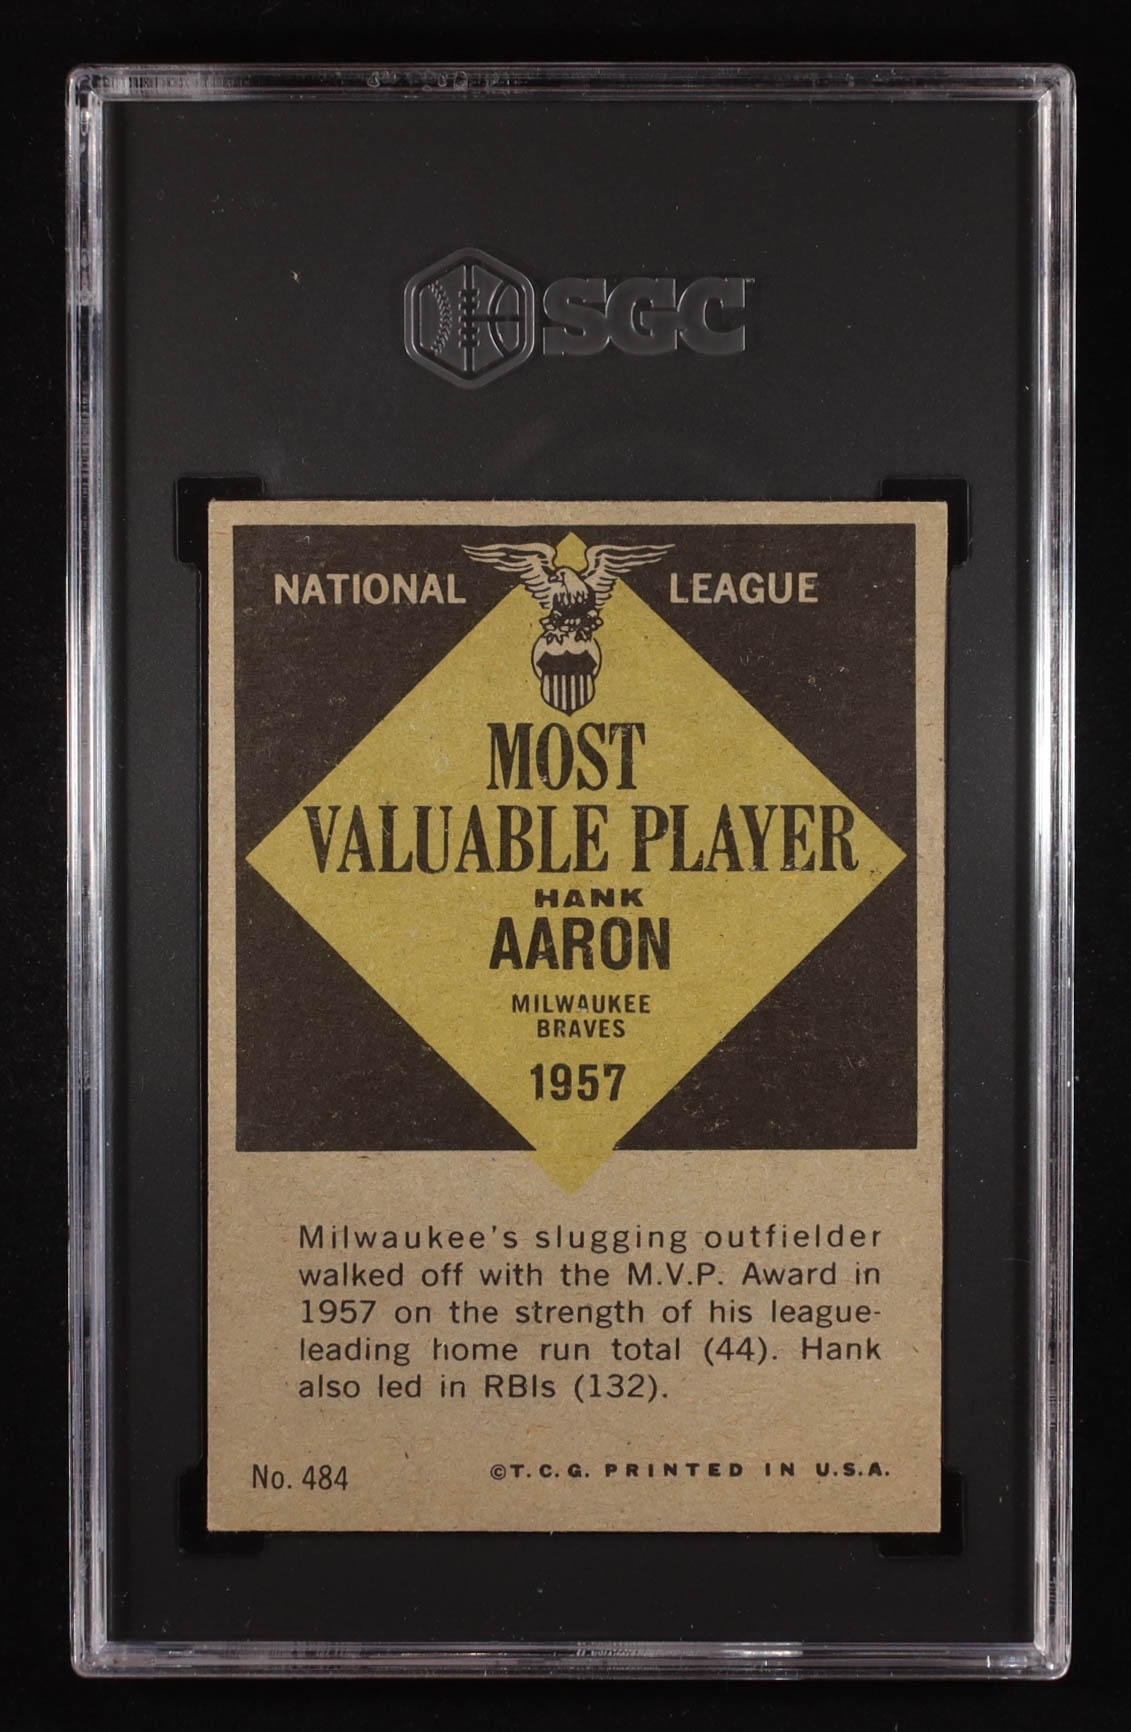 SGC
NATIONAL LEAGUE
MOST
VALUABLE PLAYER
HANK
AARON
MILWAUKEE
BRAVES
1957
Milwaukee's slugging outfielder
walked off with the M.V.P. Award in
1957 on the strength of his league-
leading home run total (44). Hank
also led in RBIs (132).
No. 484 ©T.C.G. PRINTED IN U.S.A.